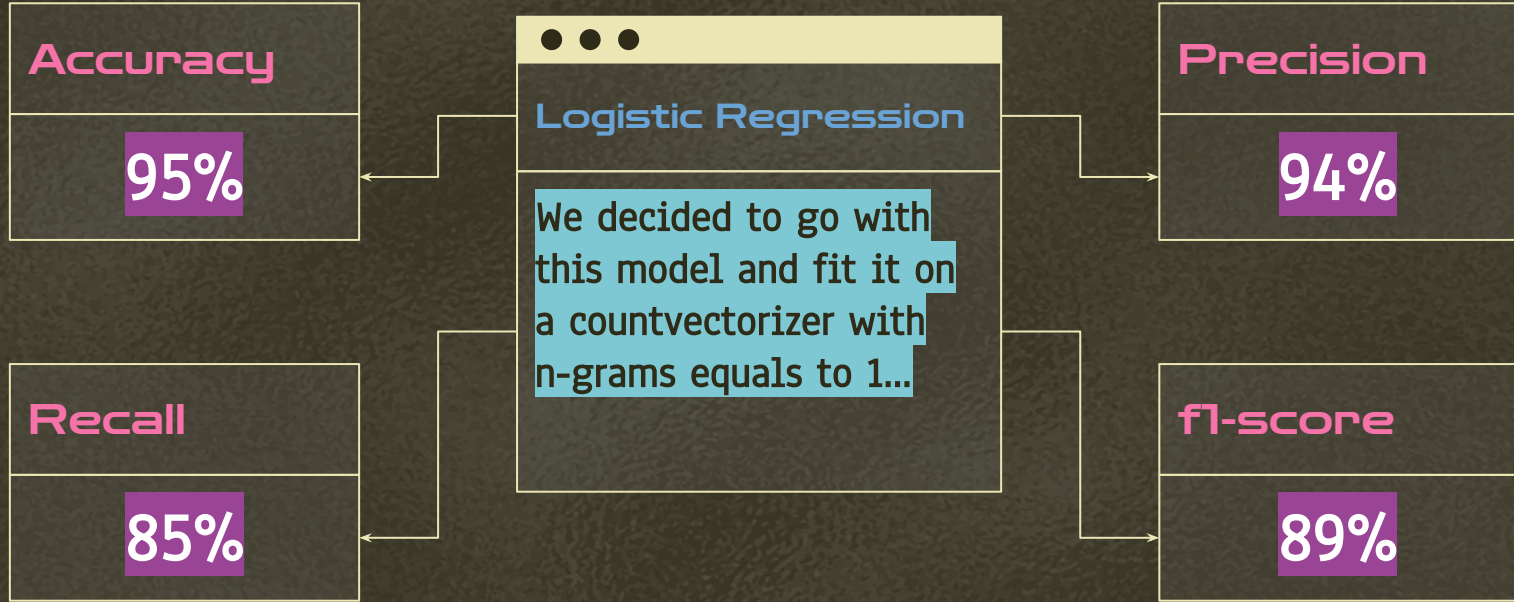 Accuracy
95%
Logistic Regression
We decided to go with
this model and fit it on
a countvectorizer with
n-grams equals to 1...
Precision
94%
Recall
85%
f1-score
89%